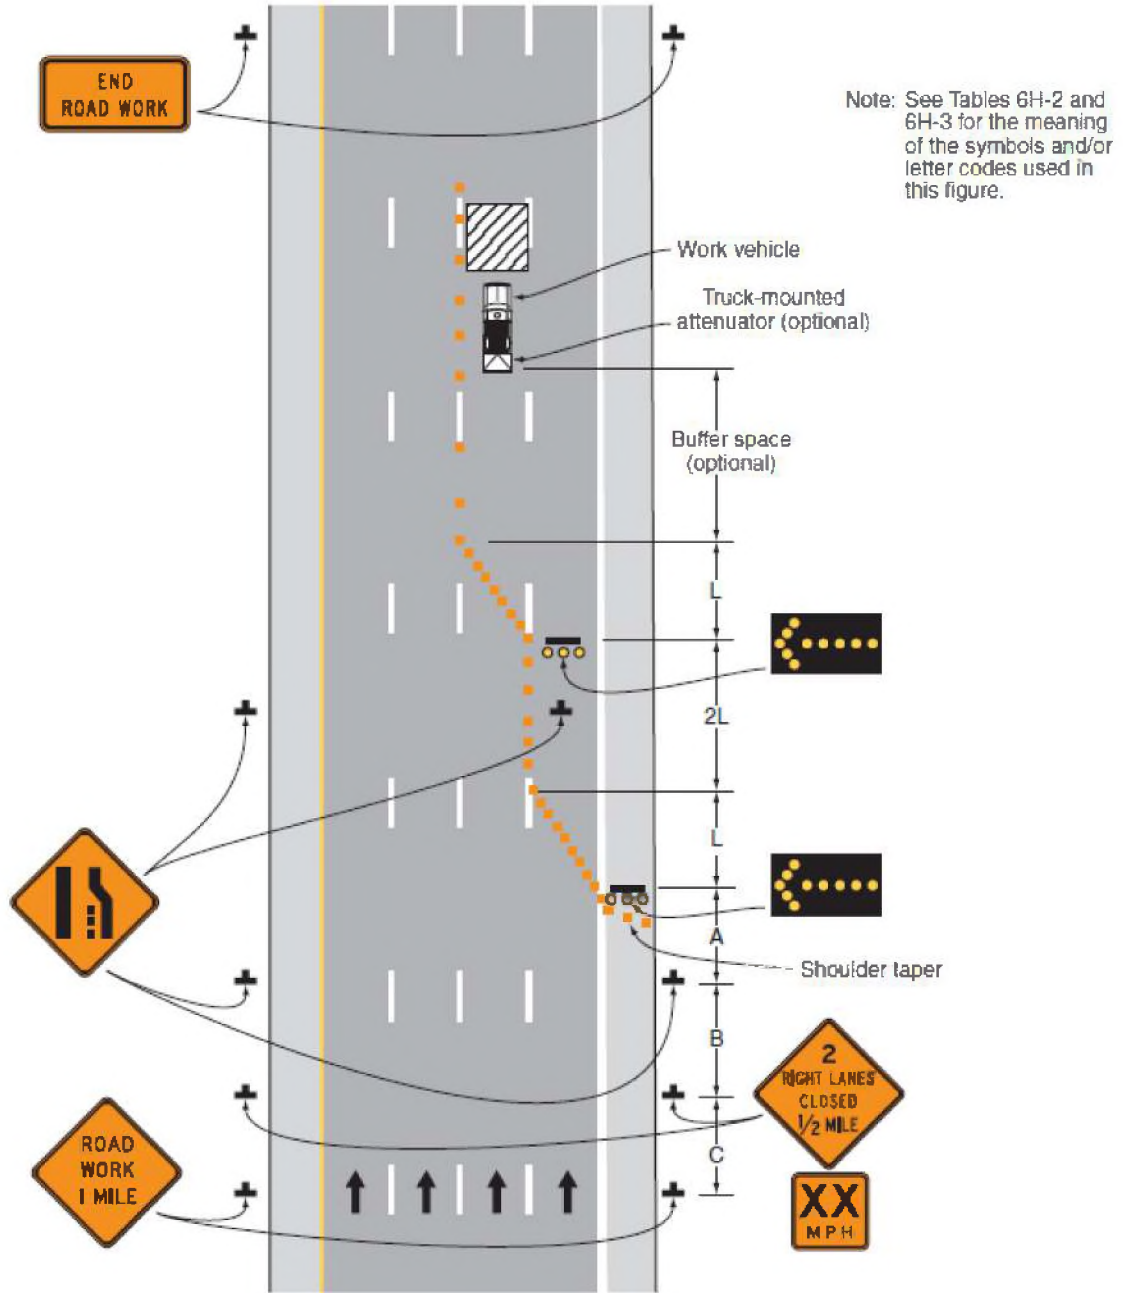 END
ROAD WORK
Note: See Tables 6H-2 and
6H-3 for the meaning
of the symbols and/or
letter codes used in
this figure.
Work vehicle
Truck-mounted
attenuator (optional)
Buffer space
(optional)
L
2L
L
A
Shoulder taper
B
2
RIGHT LANES
CLOSED
1/2 MILE
ROAD
WORK
1 MILE
C
XX
MPH